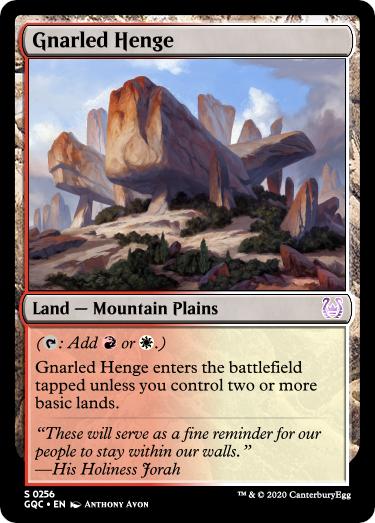 Gnarled Henge
Land — Mountain Plains
(: Add or .)
Gnarled Henge enters the battlefield
tapped unless you control two or more
basic lands.
“These will serve as a fine reminder for our
people to stay within our walls.”
—His Holiness Jorah
S 0256
GQC • EN Anthony Avon
™ & © 2020 CanterburyEgg